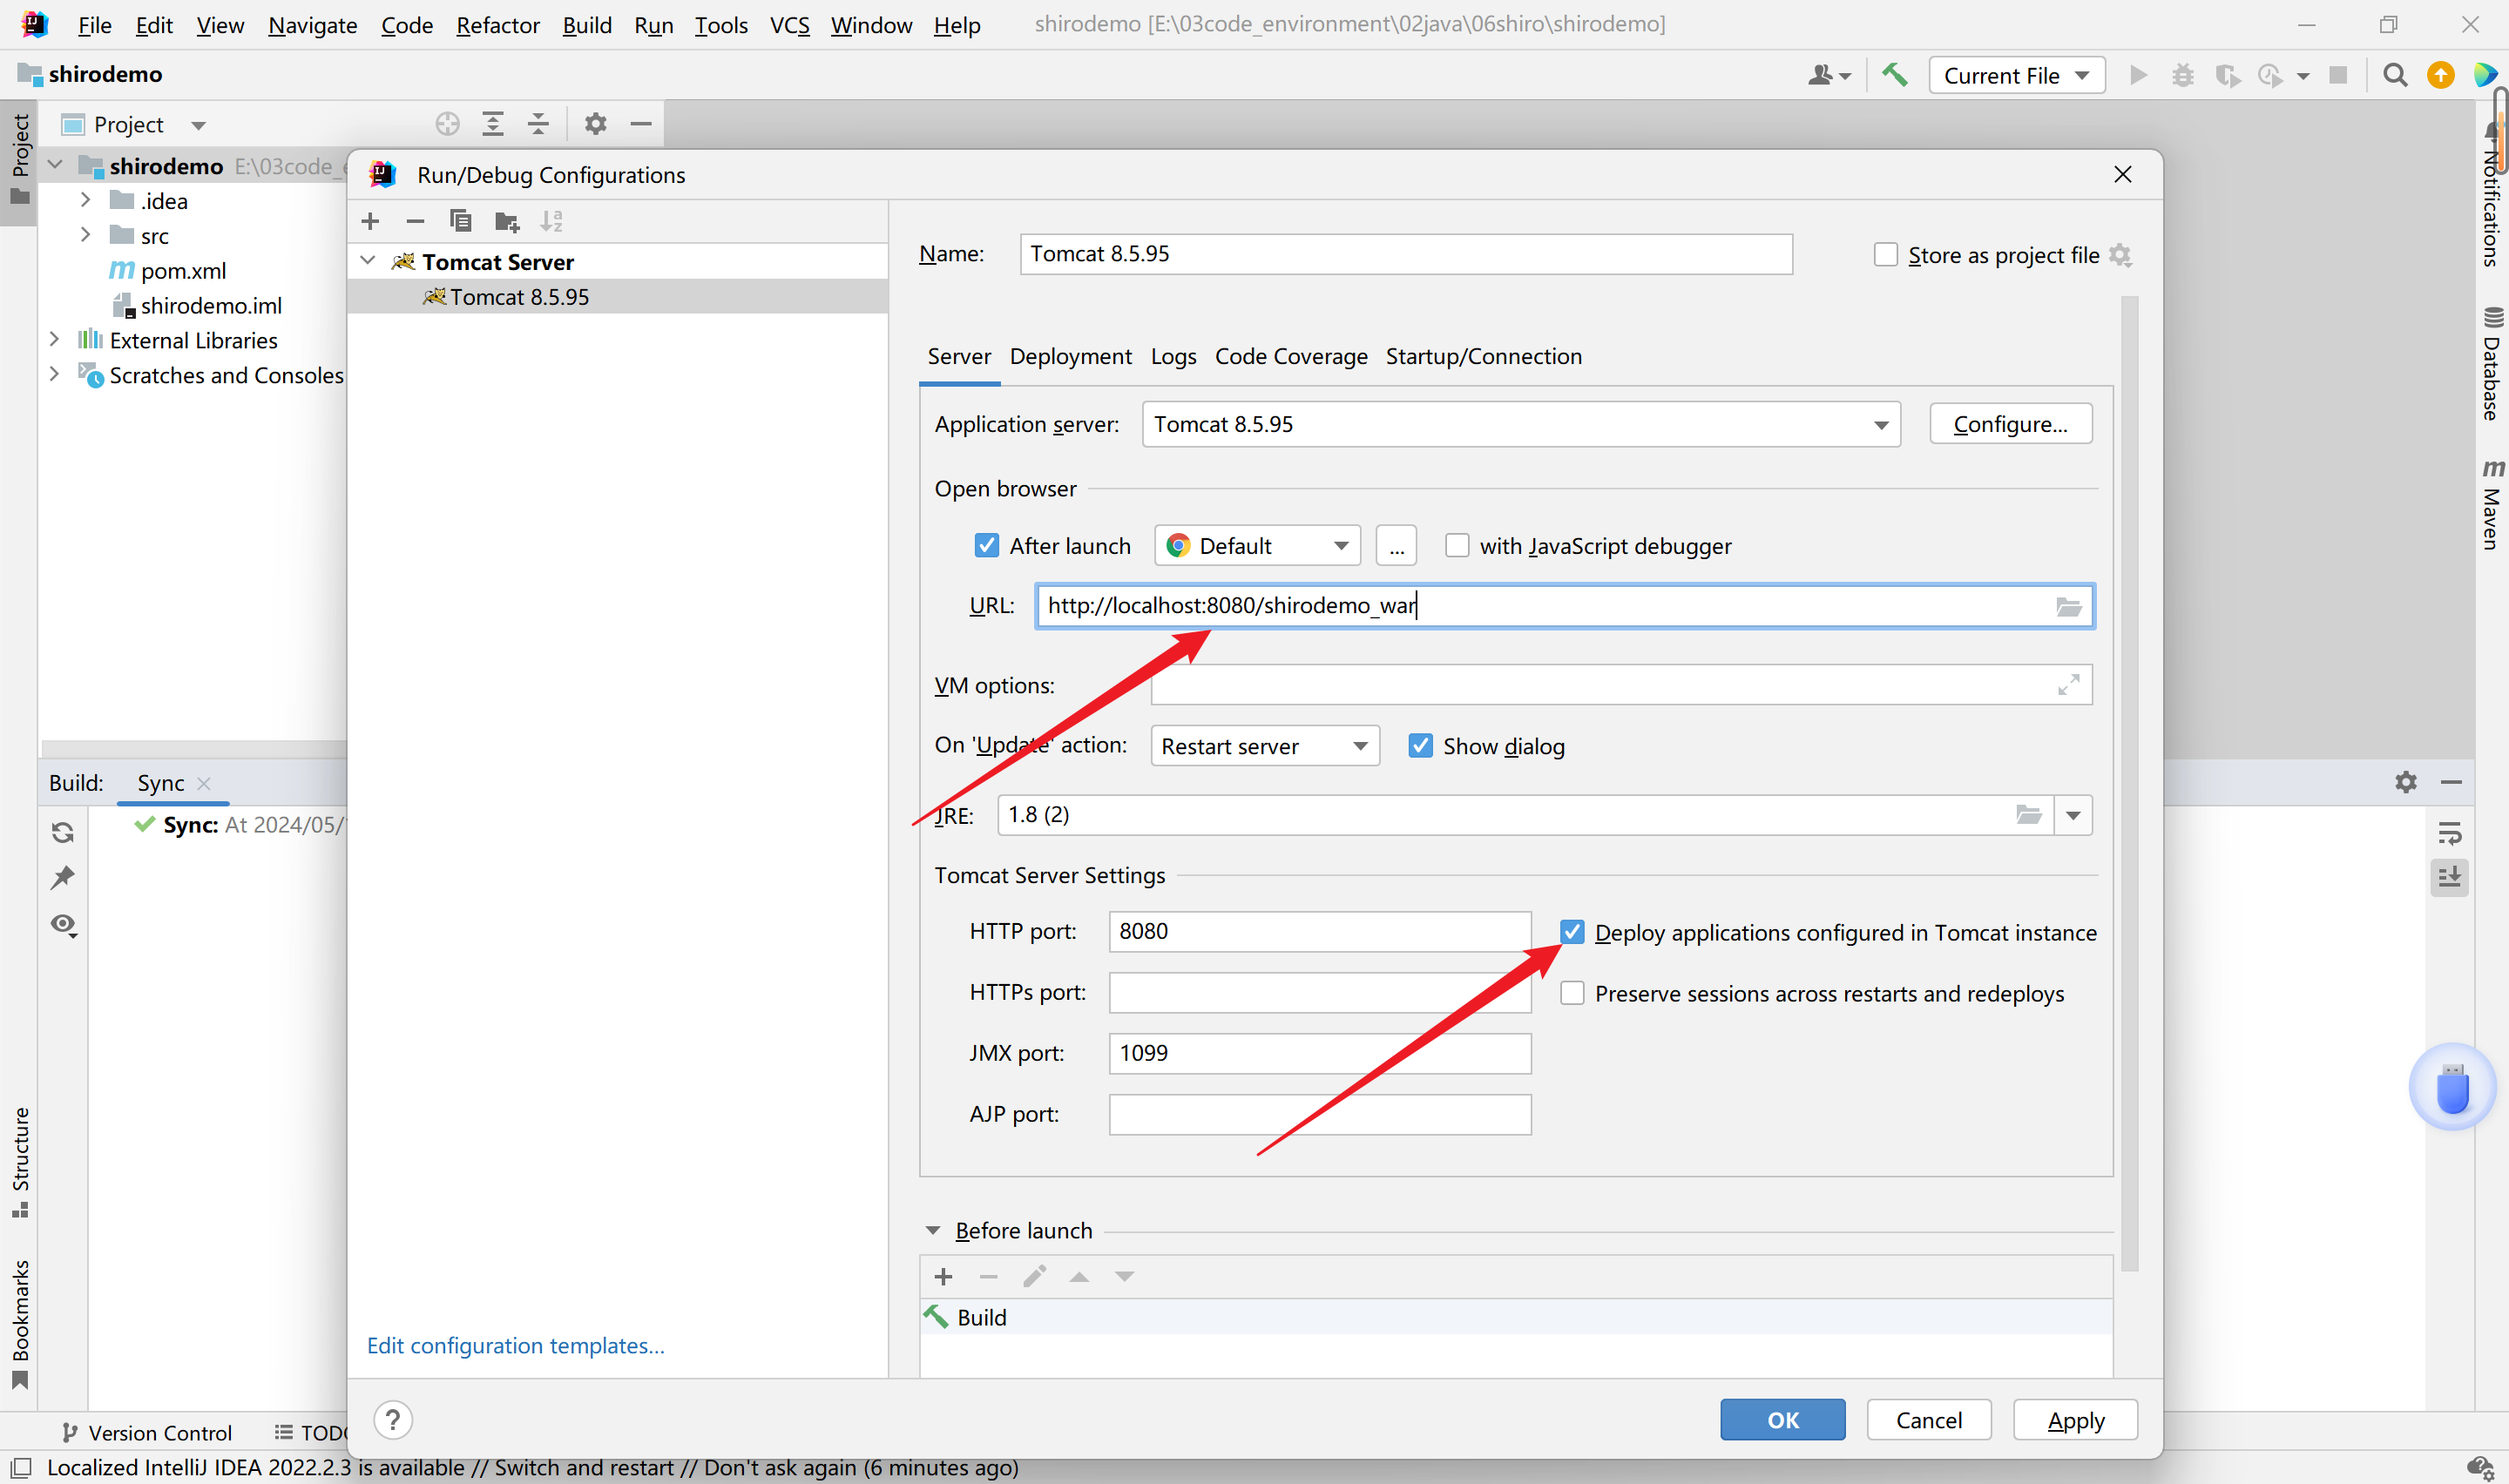 File Edit View Navigate Code Refactor Build Run Tools VCS Window Help shirodemo [E:\03code_environment\02java\06shiro\shirodemo]
shirodemo
Current File
Project
Project
shirodemo E:\03code_e
.idea
src
pom.xml
shirodemo.iml
External Libraries
Scratches and Consoles
Run/Debug Configurations
Tomcat Server
Tomcat 8.5.95
Edit configuration templates...
Name: Tomcat 8.5.95
Store as project file
Server Deployment Logs Code Coverage Startup/Connection
Application server: Tomcat 8.5.95 Configure...
Open browser
After launch Default ... with JavaScript debugger
URL: http://localhost:8080/shirodemo_war
VM options:
On 'Update' action: Restart server Show dialog
JRE: 1.8 (2)
Tomcat Server Settings
HTTP port: 8080 Deploy applications configured in Tomcat instance
HTTPs port: Preserve sessions across restarts and redeploys
JMX port: 1099
AJP port:
Before launch
Build
? OK Cancel Apply
Build: Sync
Sync: At 2024/05/
Structure
Bookmarks
Notifications
Database
m Maven
Version Control TODO
Localized IntelliJ IDEA 2022.2.3 is available // Switch and restart // Don't ask again (6 minutes ago)